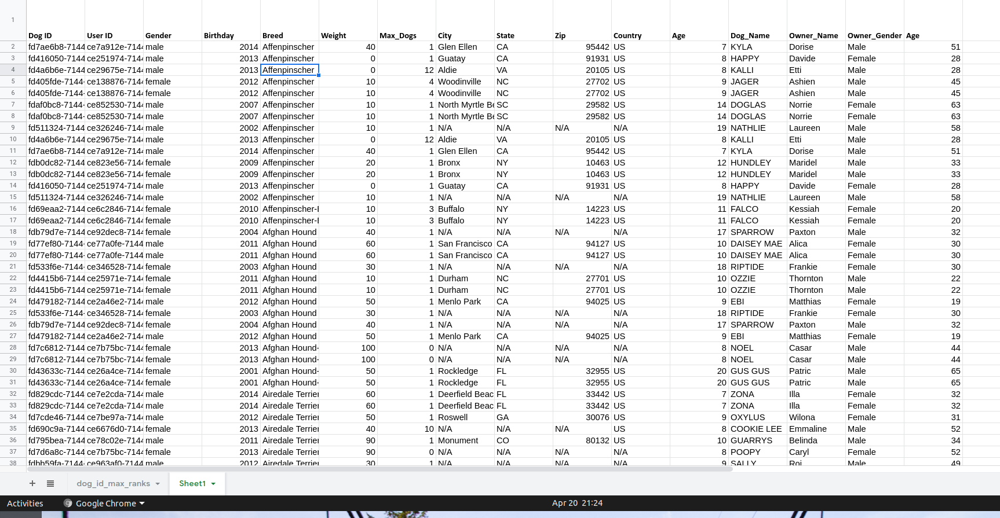 1
Dog ID User ID Gender Birthday Breed Weight Max_Dogs City State Zip Country Age Dog_Name Owner_Name Owner_Gender Age
2 fd7ae6b8-7144 ce7a912e-714 male 2014 Affenpinscher 40 1 Glen Ellen CA 95442 US 7 KYLA Dorise Male 51
3 fd416050-7144 ce251974-714 male 2013 Affenpinscher 0 1 Guatay CA 91931 US 8 HAPPY Davide Female 28
4 fd4a6b6e-7144 ce29675e-714 male 2013 Affenpinscher 0 12 Aldie VA 20105 US 8 KALLI Etti Male 28
5 fd405fde-7144- ce138876-714 female 2012 Affenpinscher 10 4 Woodinville NC 27702 US 9 JAGER Ashien Male 45
6 fd405fde-7144- ce138876-714 female 2012 Affenpinscher 10 4 Woodinville NC 27702 US 9 JAGER Ashien Male 45
7 fdaf0bc8-7144- ce852530-714 male 2007 Affenpinscher 10 1 North Myrtle Be SC 29582 US 14 DOGLAS Norrie Female 63
8 fdaf0bc8-7144- ce852530-714 male 2007 Affenpinscher 10 1 North Myrtle Be SC 29582 US 14 DOGLAS Norrie Female 63
9 fd511324-7144 ce326246-714 male 2002 Affenpinscher 10 1 N/A N/A N/A N/A 19 NATHLIE Laureen Male 58
10 fd4a6b6e-7144 ce29675e-714 male 2013 Affenpinscher 0 12 Aldie VA 20105 US 8 KALLI Etti Male 28
11 fd7ae6b8-7144 ce7a912e-714 male 2014 Affenpinscher 40 1 Glen Ellen CA 95442 US 7 KYLA Dorise Male 51
12 fdb0dc82-7144 ce823e56-714 female 2009 Affenpinscher 20 1 Bronx NY 10463 US 12 HUNDLEY Maridel Male 33
13 fdb0dc82-7144 ce823e56-714 female 2009 Affenpinscher 20 1 Bronx NY 10463 US 12 HUNDLEY Maridel Male 33
14 fd416050-7144 ce251974-714 male 2013 Affenpinscher 0 1 Guatay CA 91931 US 8 HAPPY Davide Female 28
15 fd511324-7144 ce326246-714 male 2002 Affenpinscher 10 1 N/A N/A N/A N/A 19 NATHLIE Laureen Male 58
16 fd69eaa2-7144 ce6c2846-714 female 2010 Affenpinscher- 10 3 Buffalo NY 14223 US 11 FALCO Kessiah Female 20
17 fd69eaa2-7144 ce6c2846-714 female 2010 Affenpinscher- 10 3 Buffalo NY 14223 US 11 FALCO Kessiah Female 20
18 fdb79d7e-7144 ce92dec8-714 female 2004 Afghan Hound 40 1 N/A N/A N/A N/A 17 SPARROW Paxton Male 32
19 fd77ef80-7144- ce77a0fe-7144 male 2011 Afghan Hound 60 1 San Francisco CA 94127 US 10 DAISEY MAE Alica Female 30
20 fd77ef80-7144- ce77a0fe-7144 male 2011 Afghan Hound 60 1 San Francisco CA 94127 US 10 DAISEY MAE Alica Female 30
21 fd533f6e-7144- ce346528-714 female 2003 Afghan Hound 30 1 N/A N/A N/A N/A 18 RIPTIDE Frankie Female 30
22 fd4415b6-7144 ce25971e-714 female 2011 Afghan Hound 10 1 Durham NC 27701 US 10 OZZIE Thornton Male 22
23 fd4415b6-7144 ce25971e-714 female 2011 Afghan Hound 10 1 Durham NC 27701 US 10 OZZIE Thornton Male 22
24 fd479182-7144 ce2a46e2-714 male 2012 Afghan Hound 50 1 Menlo Park CA 94025 US 9 EBI Matthias Female 19
25 fd533f6e-7144- ce346528-714 female 2003 Afghan Hound 30 1 N/A N/A N/A N/A 18 RIPTIDE Frankie Female 30
26 fdb79d7e-7144 ce92dec8-714 female 2004 Afghan Hound 40 1 N/A N/A N/A N/A 17 SPARROW Paxton Male 32
27 fd479182-7144 ce2a46e2-714 male 2012 Afghan Hound 50 1 Menlo Park CA 94025 US 9 EBI Matthias Female 19
28 fd7c6812-7144 ce7b75bc-714 female 2013 Afghan Hound- 100 0 N/A N/A N/A N/A 8 NOEL Casar Male 44
29 fd7c6812-7144 ce7b75bc-714 female 2013 Afghan Hound- 100 0 N/A N/A N/A N/A 8 NOEL Casar Male 44
30 fd43633c-7144 ce26a4ce-714 female 2001 Afghan Hound- 50 1 Rockledge FL 32955 US 20 GUS GUS Patric Male 65
31 fd43633c-7144 ce26a4ce-714 female 2001 Afghan Hound- 50 1 Rockledge FL 32955 US 20 GUS GUS Patric Male 65
32 fd829cdc-7144 ce7e2cda-714 male 2014 Airedale Terrier 60 1 Deerfield Beac FL 33442 US 7 ZONA Illa Female 32
33 fd829cdc-7144 ce7e2cda-714 male 2014 Airedale Terrier 60 1 Deerfield Beac FL 33442 US 7 ZONA Illa Female 32
34 fd7cde46-7144 ce7be97a-714 male 2012 Airedale Terrier 50 1 Roswell GA 30076 US 9 OXYLUS Wilona Female 31
35 fd690c9a-7144 ce6676d0-714 female 2013 Airedale Terrier 40 10 N/A N/A N/A US 8 COOKIE LEE Emmaline Male 52
36 fd795bea-7144 ce78c02e-714 male 2011 Airedale Terrier 90 1 Monument CO 80132 US 10 GUARRYS Belinda Male 34
37 fd7d6a8c-7144 ce7b75bc-714 female 2013 Airedale Terrier 90 0 N/A N/A N/A N/A 8 POOPY Caryl Female 52
38 fdbb59fa-7144- ce963af0-714 male 2012 Airedale Terrier 30 1 N/A N/A N/A N/A 9 SALLY Roi Male 49
+ dog_id_max_ranks Sheet1
Activities Google Chrome Apr 20 21:24